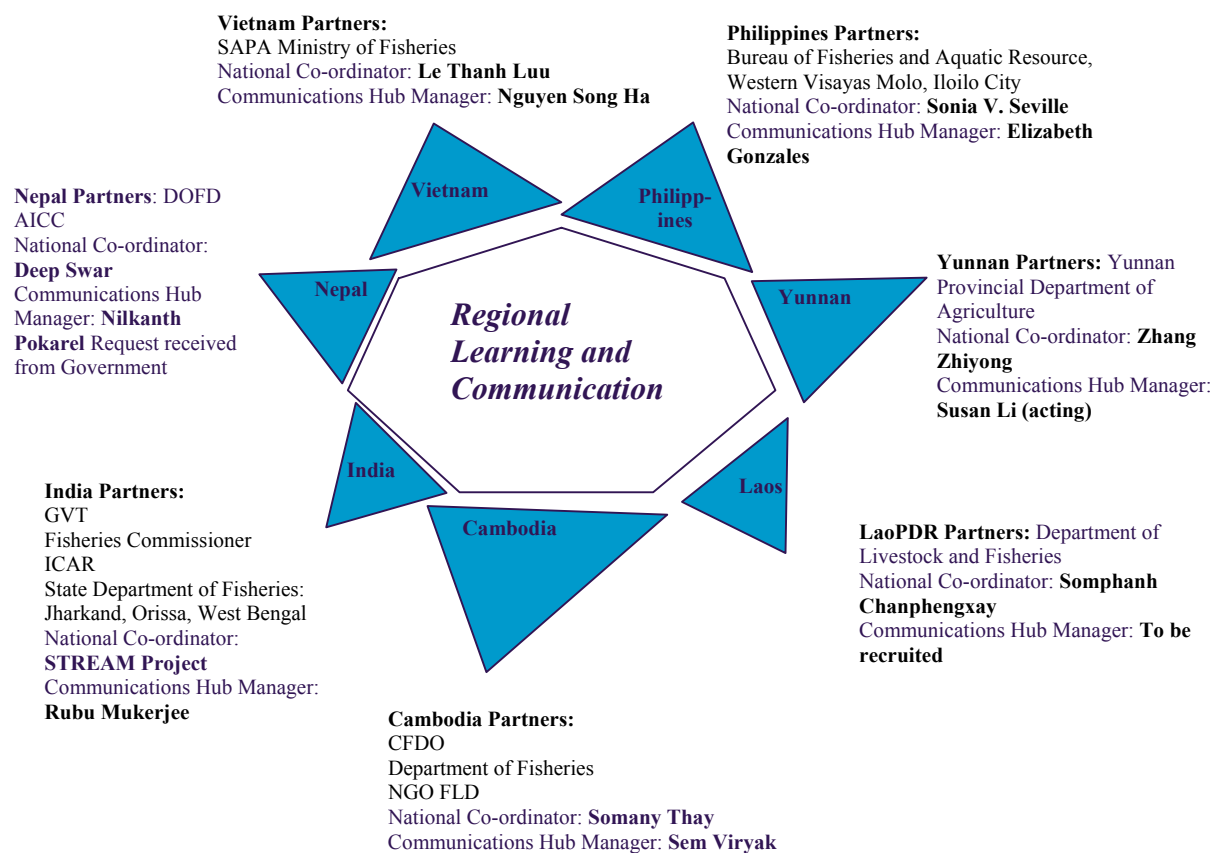 Vietnam Partners:
SAPA Ministry of Fisheries
National Co-ordinator: Le Thanh Luu
Communications Hub Manager: Nguyen Song Ha
Philippines Partners:
Bureau of Fisheries and Aquatic Resource,
Western Visayas Molo, Iloilo City
National Co-ordinator: Sonia V. Seville
Communications Hub Manager: Elizabeth
Gonzales
Vietnam
Philipp-
ines
Nepal Partners: DOFD
AICC
National Co-ordinator:
Deep Swar
Communications Hub
Manager: Nilkanth
Pokarel Request received
from Government
Nepal
Regional
Learning and
Communication
Yunnan
Yunnan Partners: Yunnan
Provincial Department of
Agriculture
National Co-ordinator: Zhang
Zhiyong
Communications Hub Manager:
Susan Li (acting)
India
Cambodia
Laos
India Partners:
GVT
Fisheries Commissioner
ICAR
State Department of Fisheries:
Jharkand, Orissa, West Bengal
National Co-ordinator:
STREAM Project
Communications Hub Manager:
Rubu Mukerjee
LaoPDR Partners: Department of
Livestock and Fisheries
National Co-ordinator: Somphanh
Chanphengxay
Communications Hub Manager: To be
recruited
Cambodia Partners:
CFDO
Department of Fisheries
NGO FLD
National Co-ordinator: Somany Thay
Communications Hub Manager: Sem Viryak